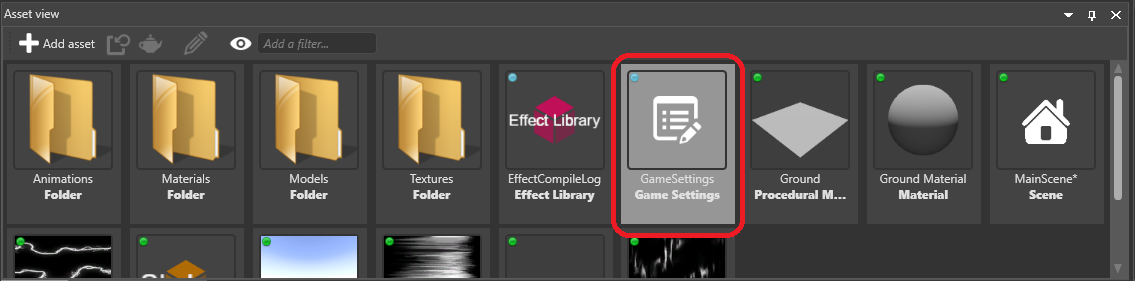 Asset view
Add asset
Add a filter...
Effect Library
Animations
Folder
Materials
Folder
Models
Folder
Textures
Folder
EffectCompileLog
Effect Library
GameSettings
Game Settings
Ground
Procedural M...
Ground Material
Material
MainScene*
Scene